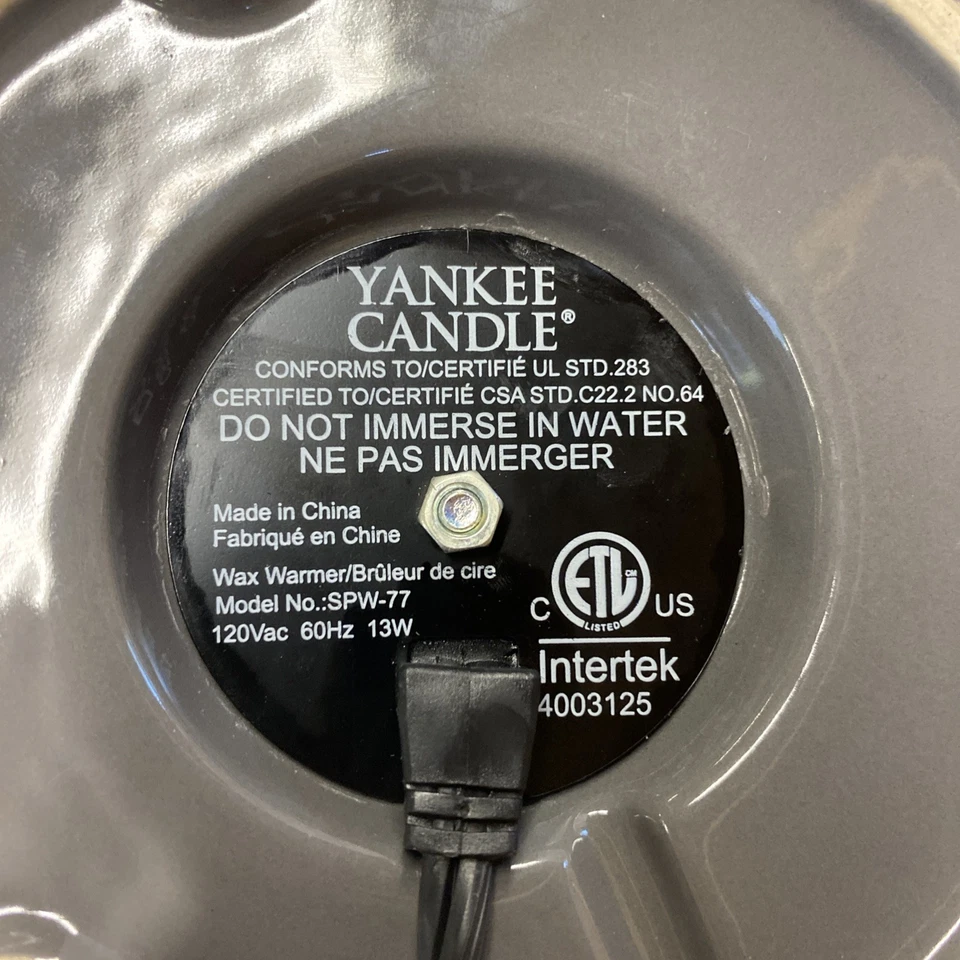 YANKEE
CANDLE®
CONFORMS TO/CERTIFIÉ UL STD.283
CERTIFIED TO/CERTIFIÉ CSA STD.C22.2 NO.64
DO NOT IMMERSE IN WATER
NE PAS IMMERGER
Made in China
Fabriqué en Chine
Wax Warmer/Brûleur de cire
Model No.:SPW-77
120Vac 60Hz 13W
C ETL CM US
LISTED
Intertek
4003125